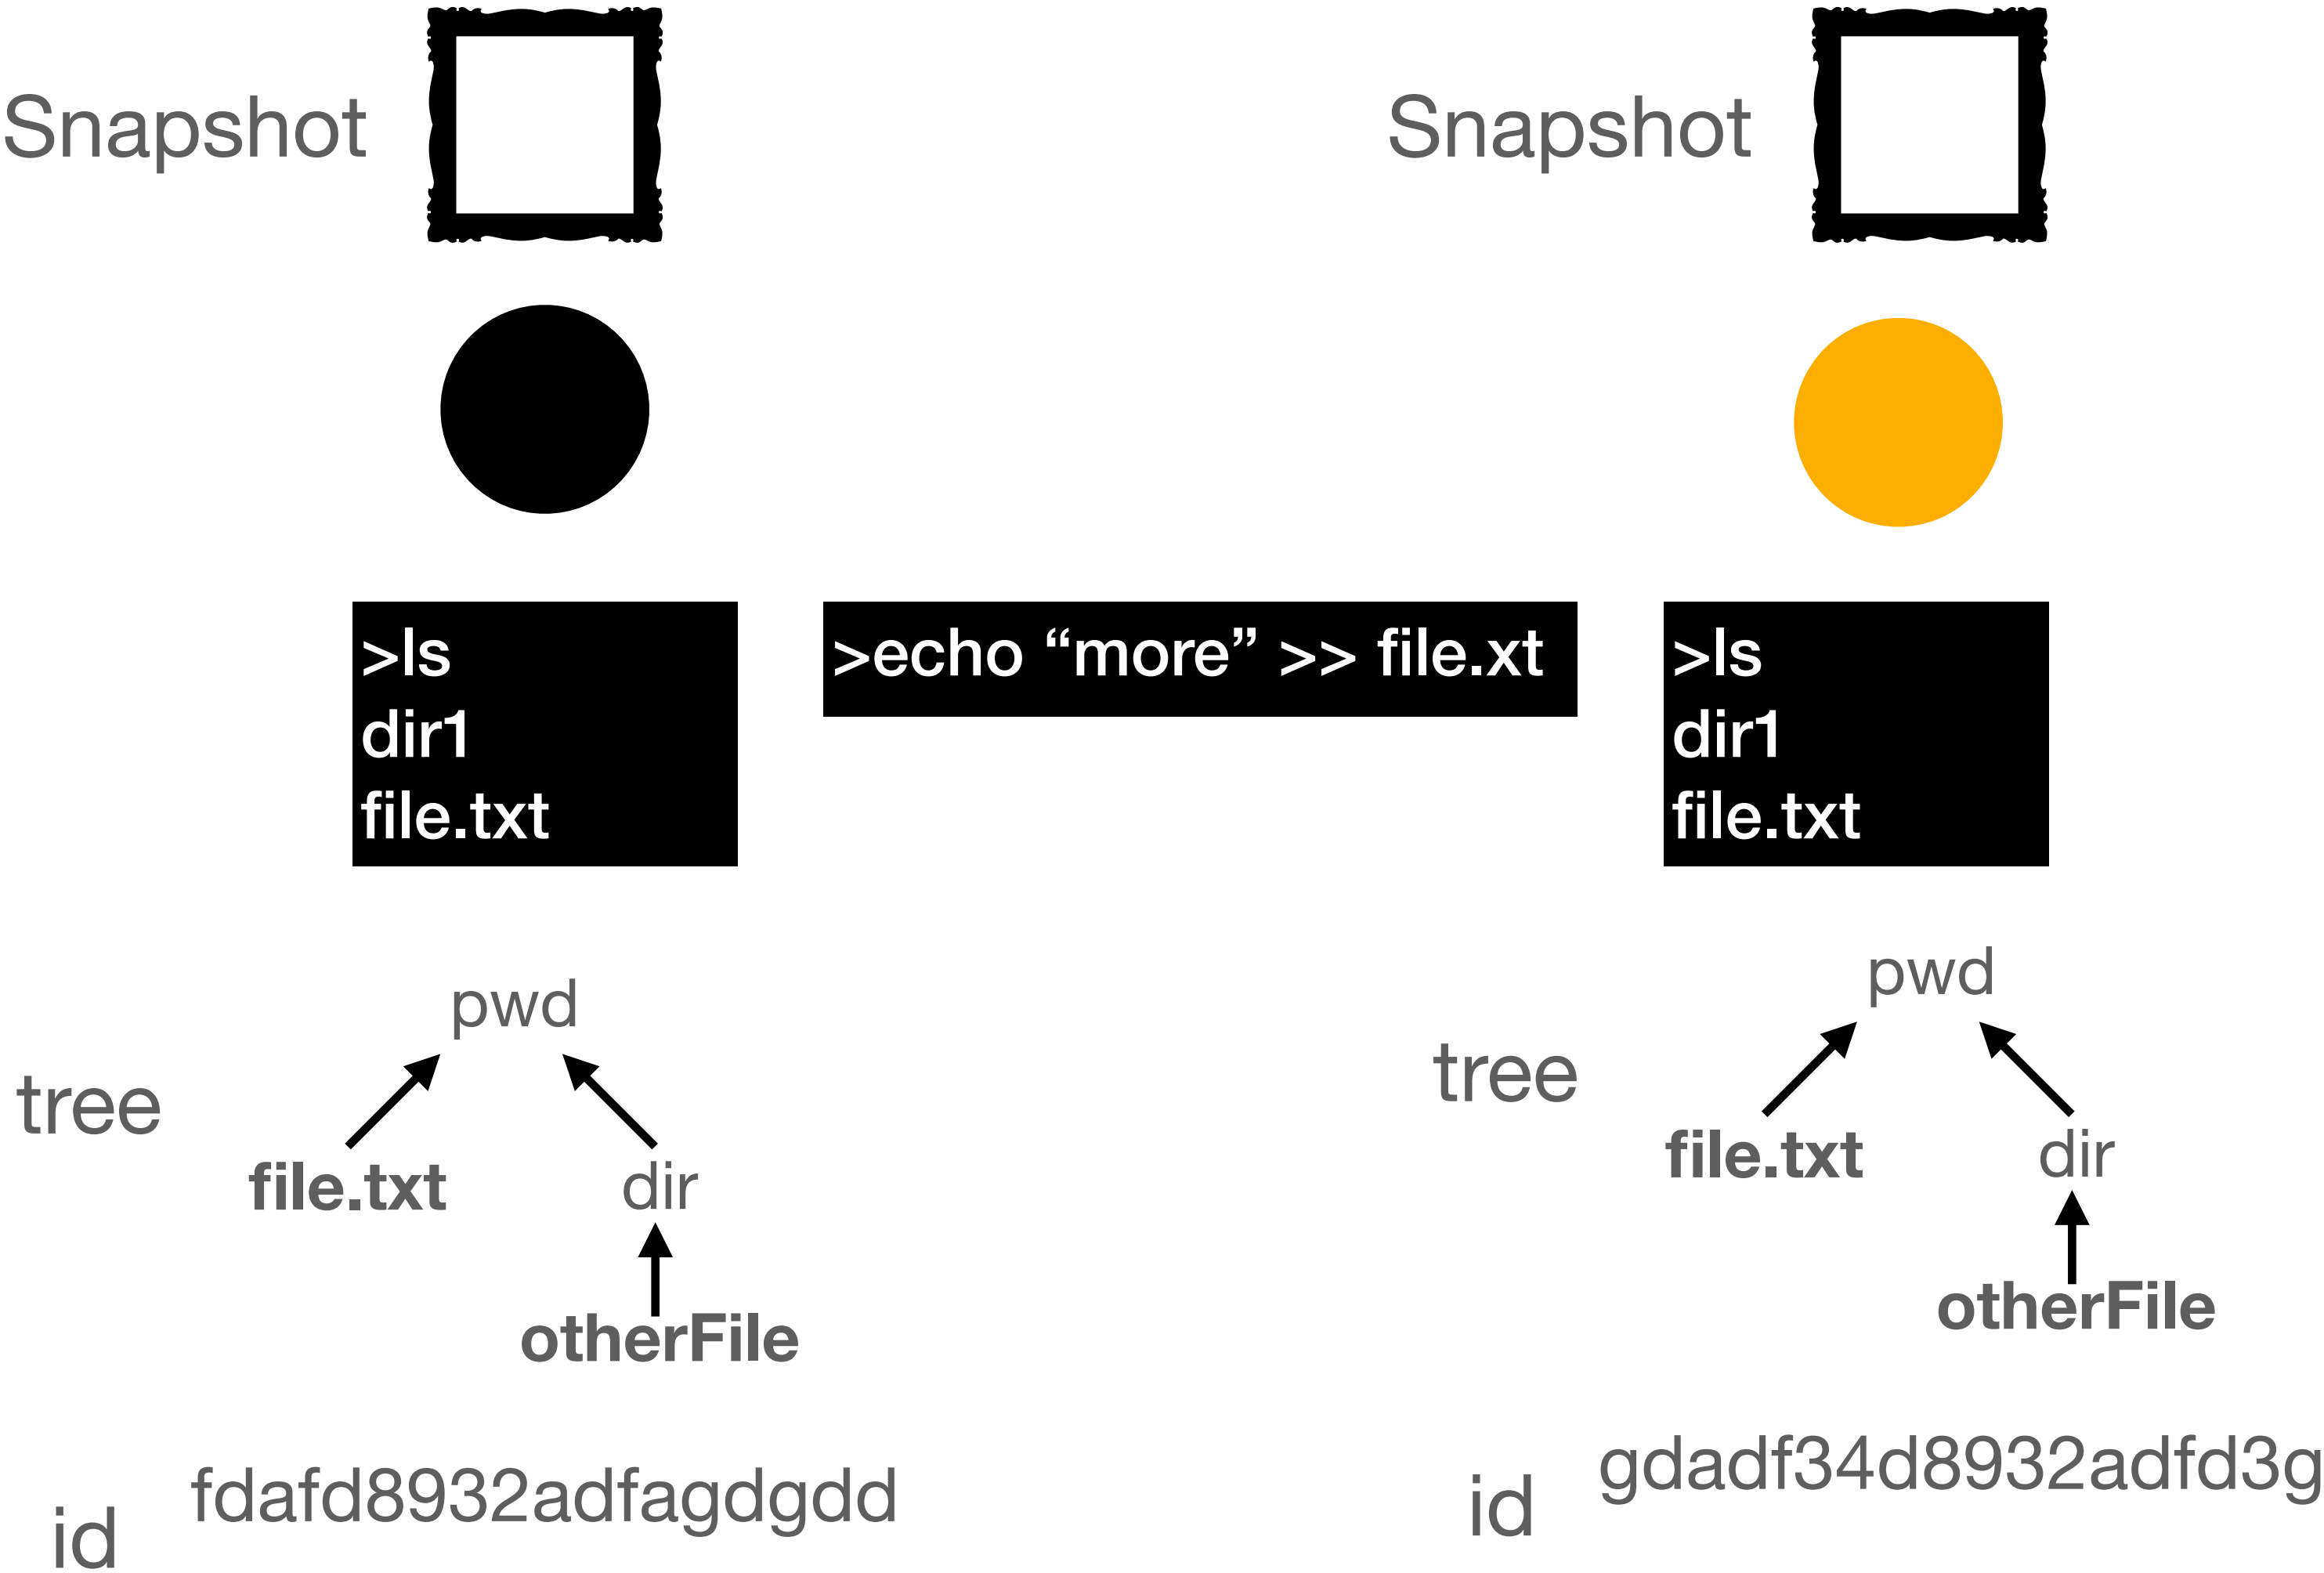 Snapshot
Snapshot
>ls
dir1
file.txt
>echo “more” >> file.xt
>ls
dir1
file.txt
tree
pwd
file.txt
dir
otherFile
tree
pwd
file.txt
dir
otherFile
id
fdafd8932adfagdgdd
id
gdadf34d8932adfd3g